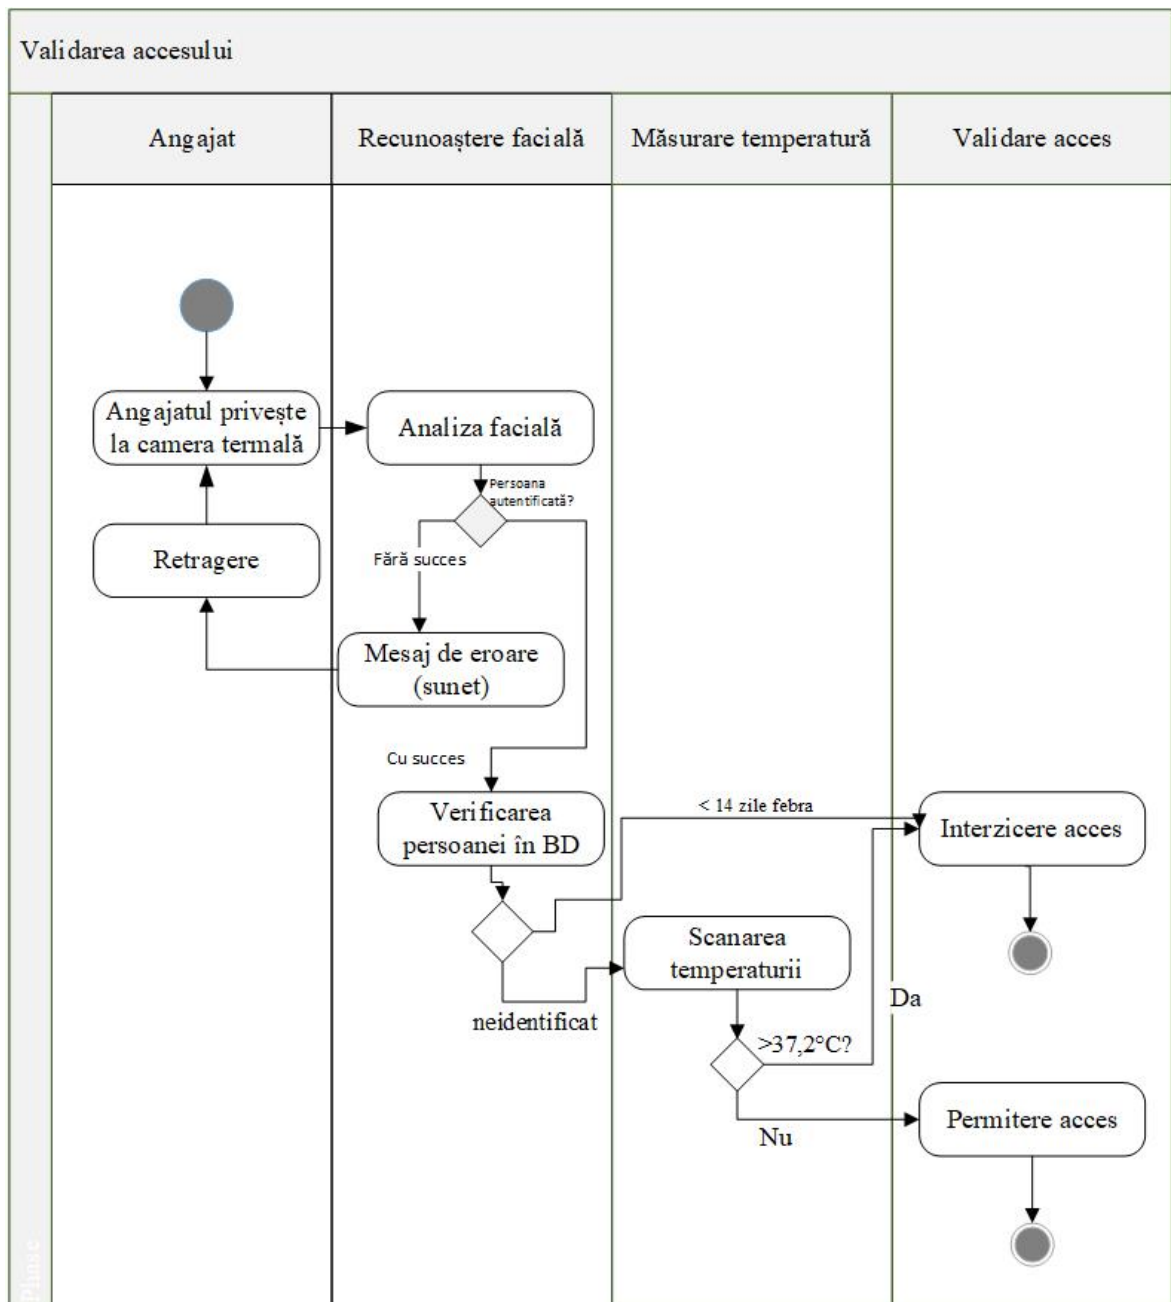 Validarea accesului
Angajat
Recunoaștere facială
Măsurare temperatură
Validare acces
Angajatul privește
la camera termală
Analiza facială
Persoana
autentificată?
Retragere
Fără succes
Mesaj de eroare
(sunet)
Cu succes
Verificarea
persoanei în BD
< 14 zile febra
Interzicere acces
Scanarea
temperaturii
neidentificat
Da
>37,2°C?
Nu
Permitere acces
Phase